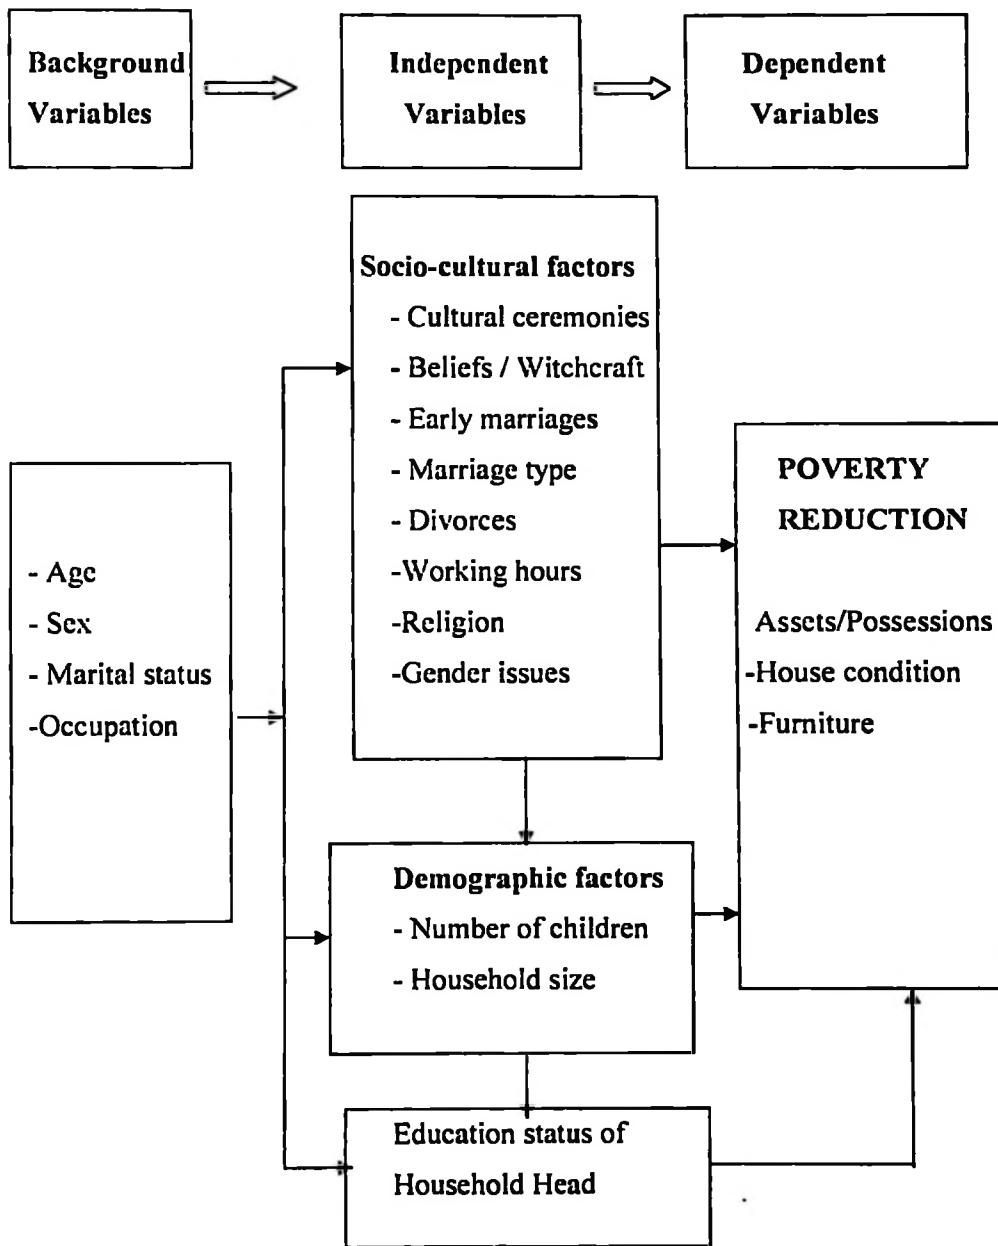 Background
Variables
Independent
Variables
Dependent
Variables
Socio-cultural factors
- Cultural ceremonies
- Beliefs / Witchcraft
- Early marriages
- Marriage type
- Divorces
-Working hours
-Religion
-Gender issues
- Age
- Sex
- Marital status
-Occupation
POVERTY
REDUCTION
Assets/Possessions
-House condition
-Furniture
Demographic factors
- Number of children
- Household size
Education status of
Household Head